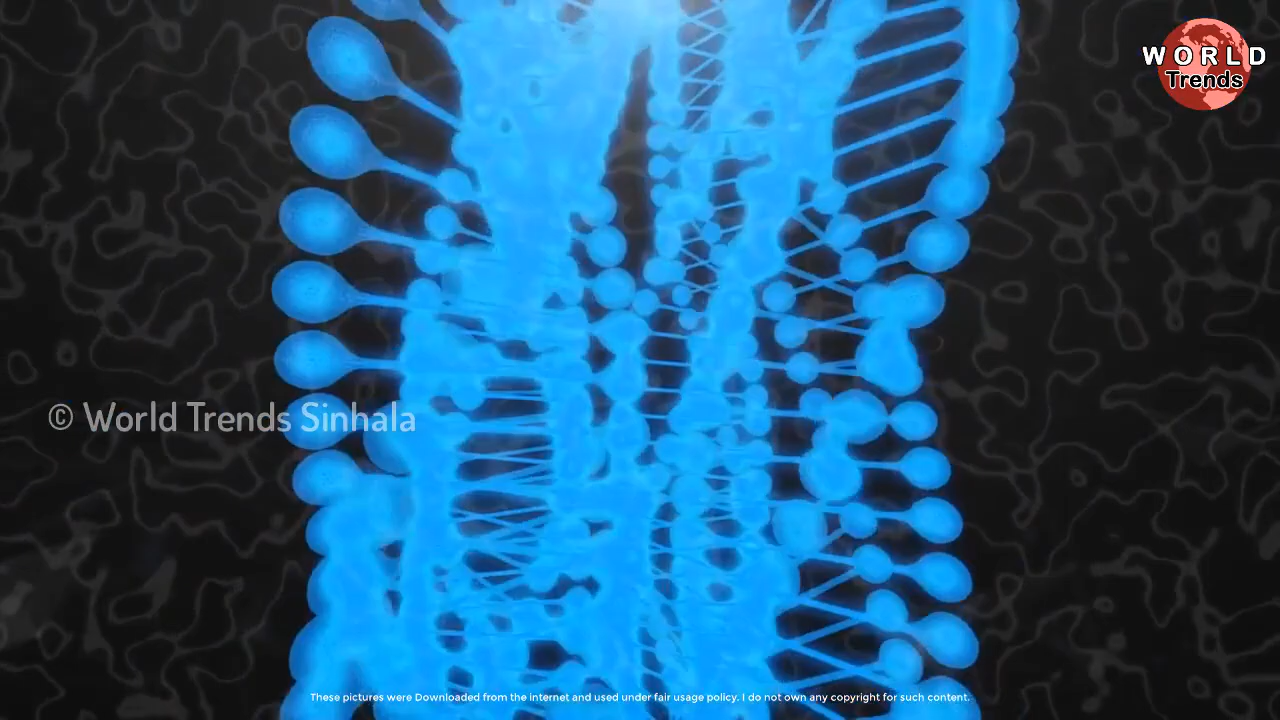 WORLD
Trends
© World Trends Sinhala
These pictures were Downloaded from the internet and used under fair usage policy. I do not own any copyright for such content.